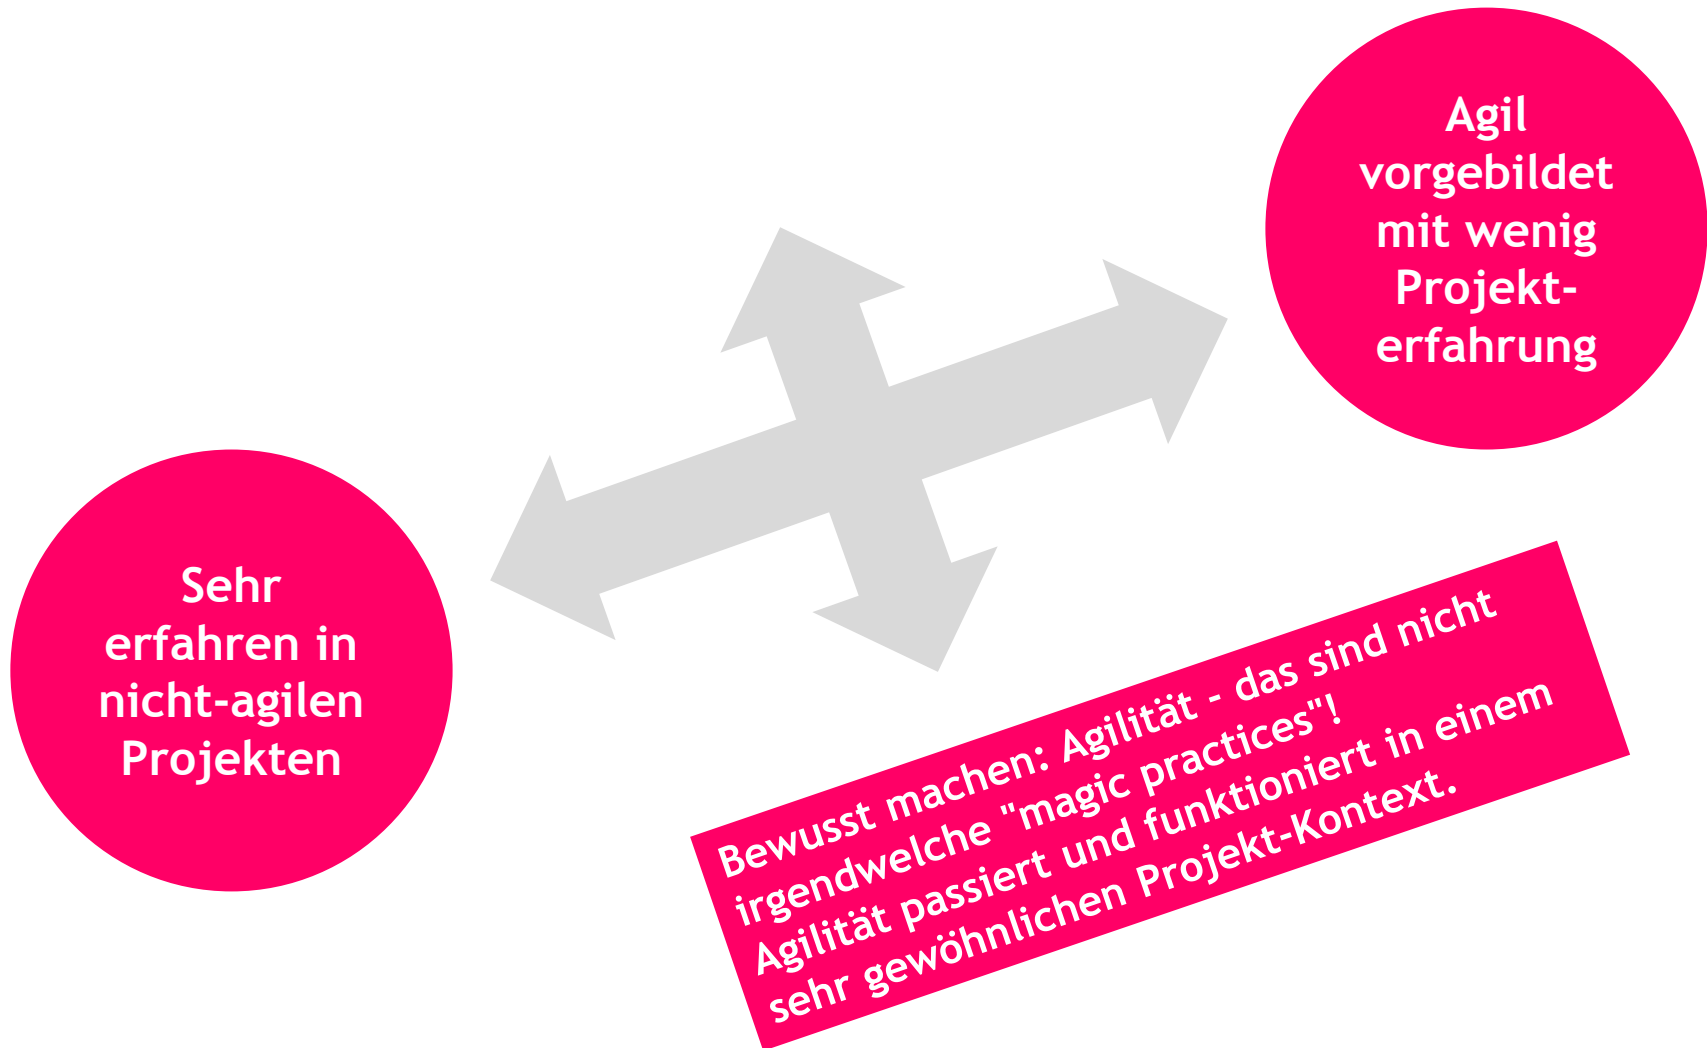 Agil
vorgebildet
mit wenig
Projekt-
erfahrung
Sehr
erfahren in
nicht-agilen
Projekten
Bewusst machen: Agilität - das sind nicht
irgendwelche "magic practices"!
Agilität passiert und funktioniert in einem
sehr gewöhnlichen Projekt-Kontext.